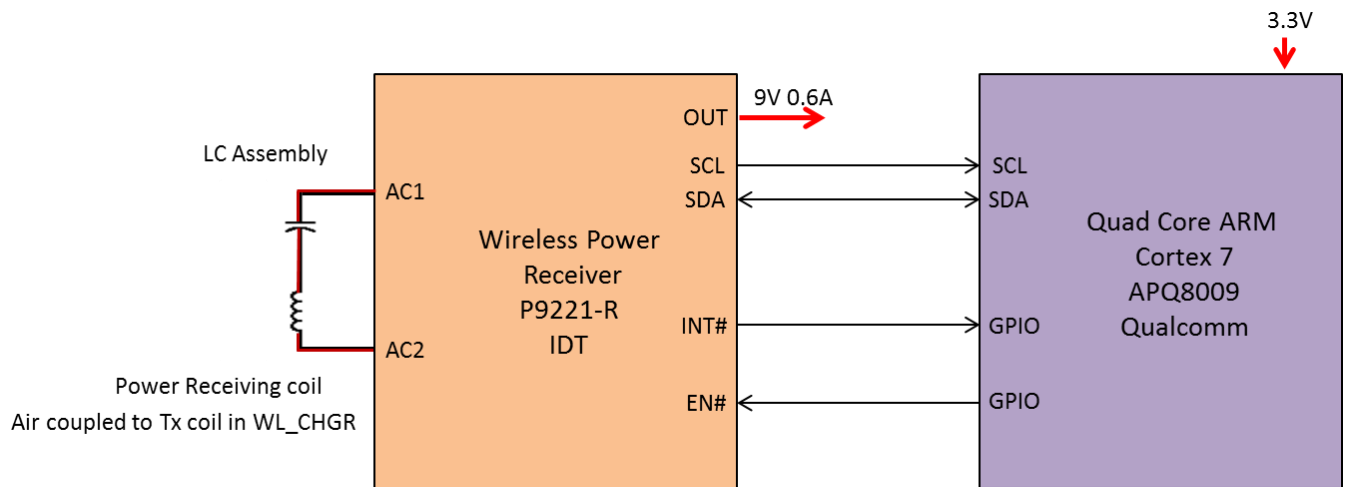 3.3V
9V 0.6A
OUT
LC Assembly
SCL
SCL
AC1
SDA
SDA
Wireless Power
Receiver
P9221-R
IDT
Quad Core ARM
Cortex 7
APQ8009
Qualcomm
INT#
GPIO
AC2
Power Receiving coil
Air coupled to Tx coil in WL_CHGR
EN#
GPIO